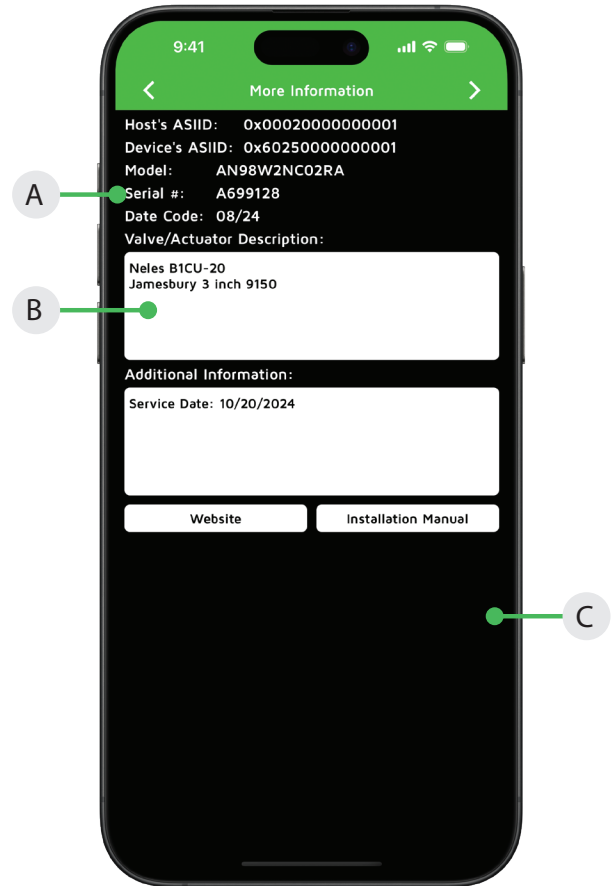 9:41
More Information
Host's ASIID: 0x00020000000001
Device's ASIID: 0x60250000000001
Model: AN98W2NC02RA
A
Serial #: A699128
Date Code: 08/24
Valve/Actuator Description:
Neles B1CU-20
Jamesbury 3 inch 9150
B
Additional Information:
Service Date: 10/20/2024
Website Installation Manual
C